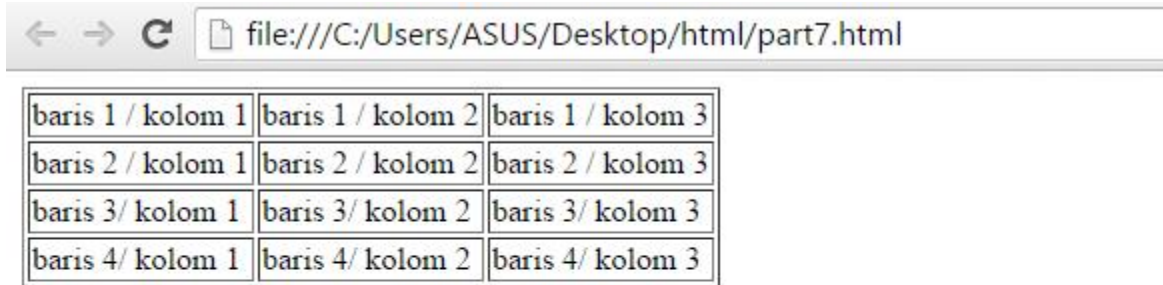 file:///C:/Users/ASUS/Desktop/html/part7.html
baris 1 / kolom 1 baris 1 / kolom 2 baris 1 / kolom 3
baris 2 / kolom 1 baris 2 / kolom 2 baris 2 / kolom 3
baris 3/ kolom 1 baris 3/ kolom 2 baris 3/ kolom 3
baris 4/ kolom 1 baris 4/ kolom 2 baris 4/ kolom 3